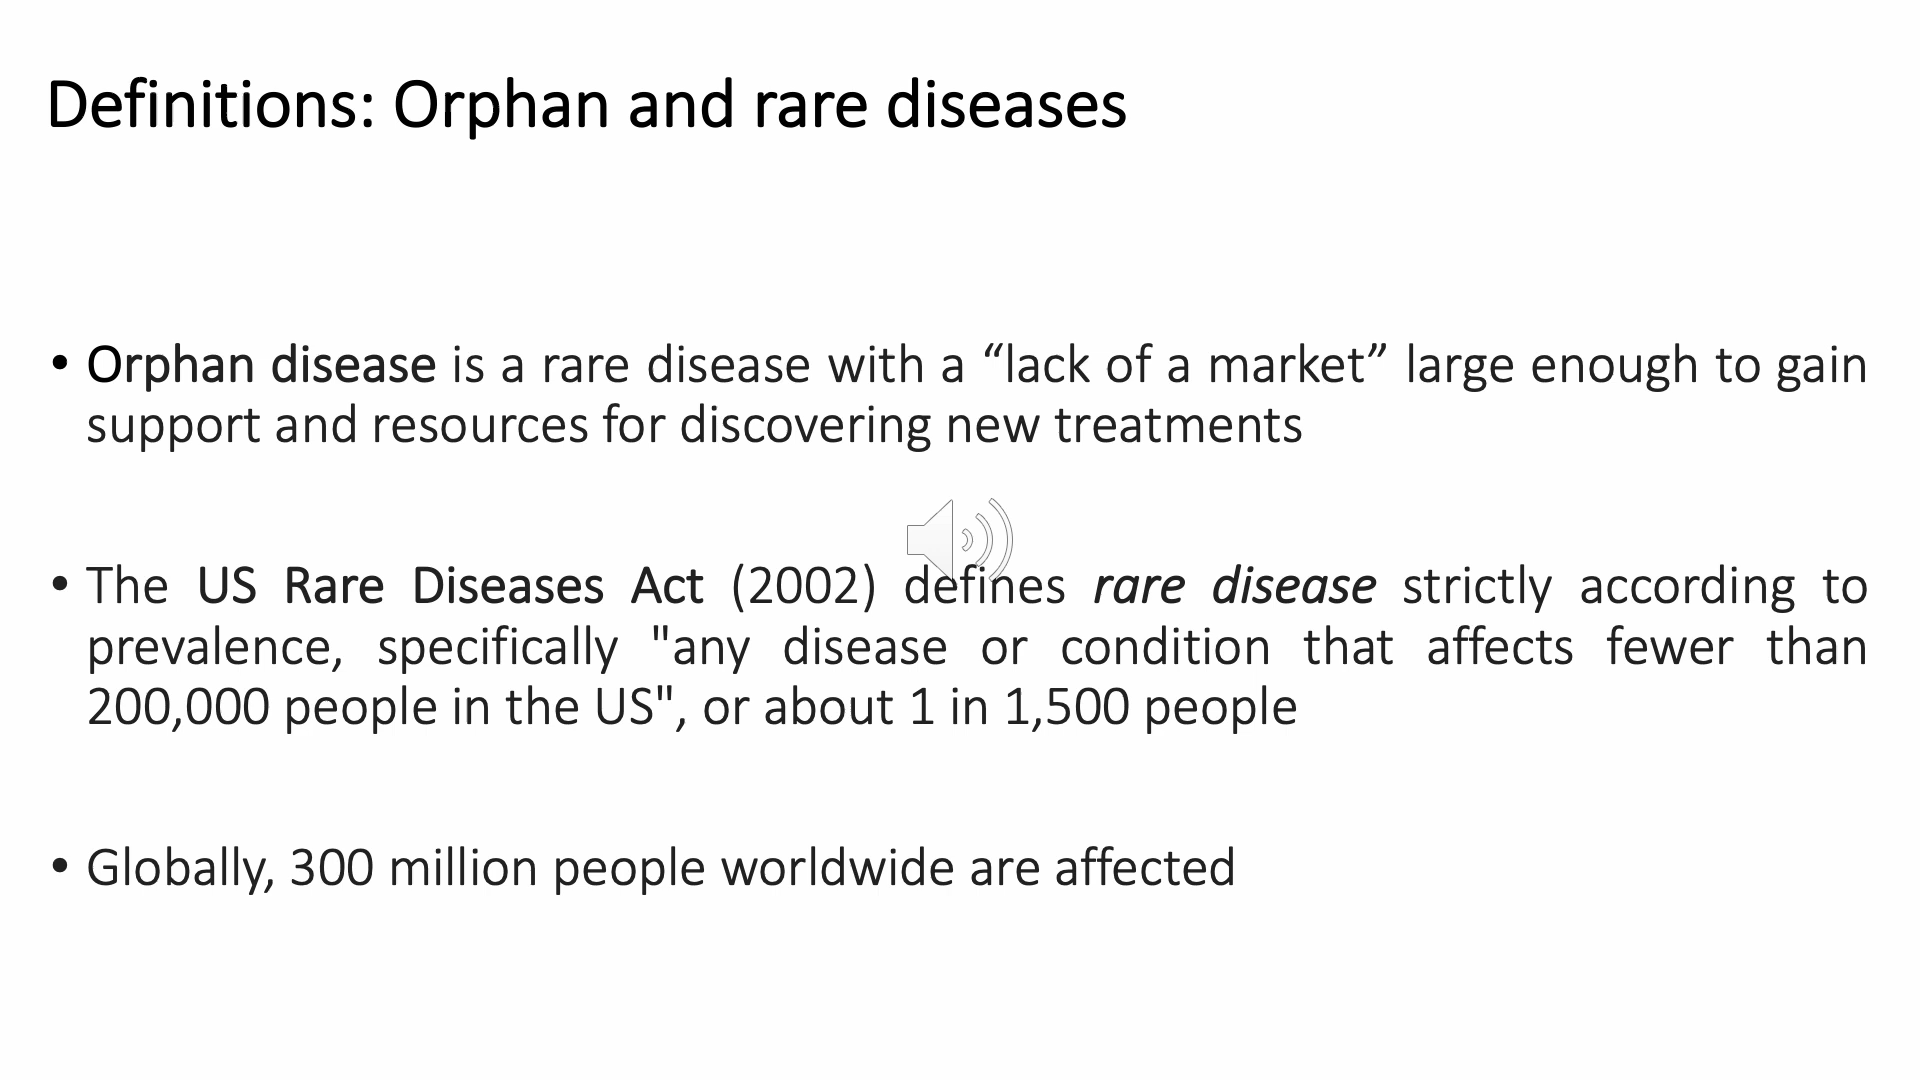 Definitions: Orphan and rare diseases
• Orphan disease is a rare disease with a “lack of a market” large enough to gain
support and resources for discovering new treatments
• The US Rare Diseases Act (2002) defines rare disease strictly according to
prevalence, specifically "any disease or condition that affects fewer than
200,000 people in the US", or about 1 in 1,500 people
• Globally, 300 million people worldwide are affected